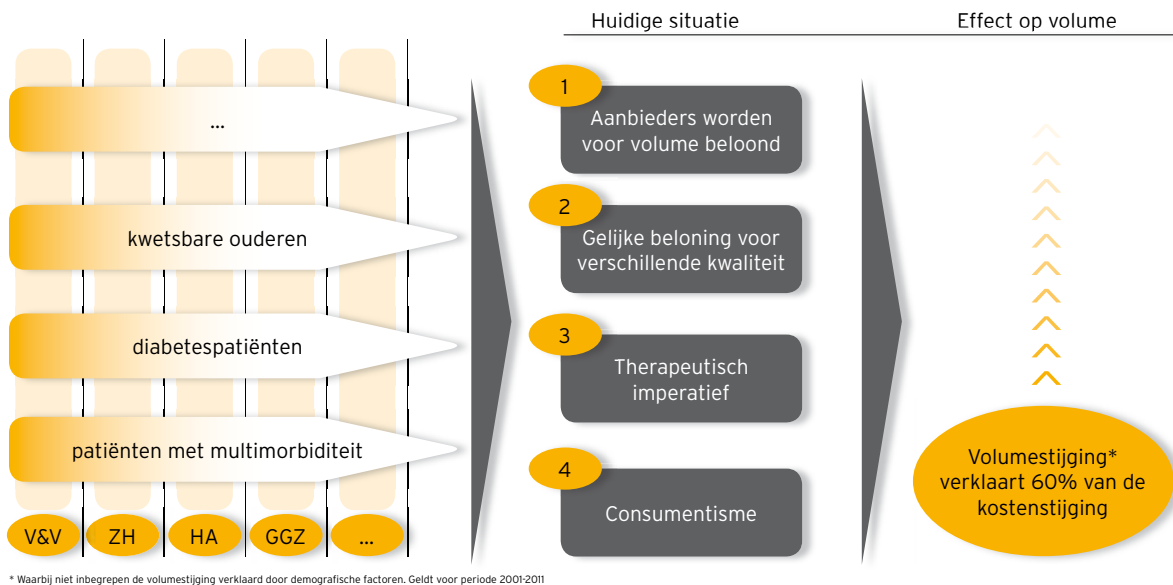 Huidige situatie
Effect op volume
...
kwetsbare ouderen
diabetespatiënten
patiënten met multimorbiditeit
V&V
ZH
HA
GGZ
...
1
Aanbieders worden
voor volume beloond
2
Gelijke beloning voor
verschillende kwaliteit
3
Therapeutisch
imperatief
4
Consumentisme
Volumestijging*
verklaart 60% van de
kostenstijging
* Waarbij niet inbegrepen de volumestijging verklaard door demografische factoren. Geldt voor periode 2001-2011